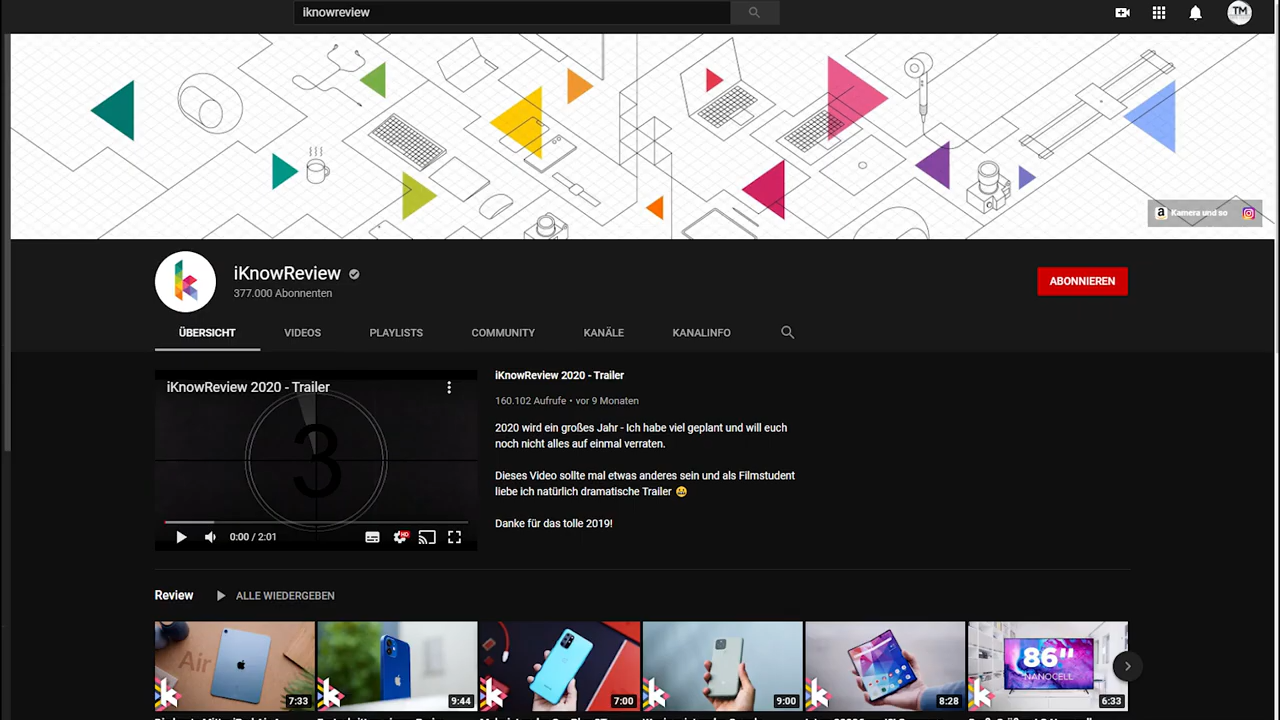 iknowreview
TM
a Kamera und so
iKnowReview
377.000 Abonnenten
ABONNIEREN
ÜBERSICHT
VIDEOS
PLAYLISTS
COMMUNITY
KANÄLE
KANALINFO
iKnowReview 2020 - Trailer
3
0:00 / 2:01
HD
iKnowReview 2020 - Trailer
160.102 Aufrufe • vor 9 Monaten
2020 wird ein großes Jahr - Ich habe viel geplant und will euch
noch nicht alles auf einmal verraten.
Dieses Video sollte mal etwas anderes sein und als Filmstudent
liebe ich natürlich dramatische Trailer 😀
Danke für das tolle 2019!
Review
ALLE WIEDERGEBEN
Air
7:33
9:44
7:00
9:00
8:28
86"
NANOCELL
6:33